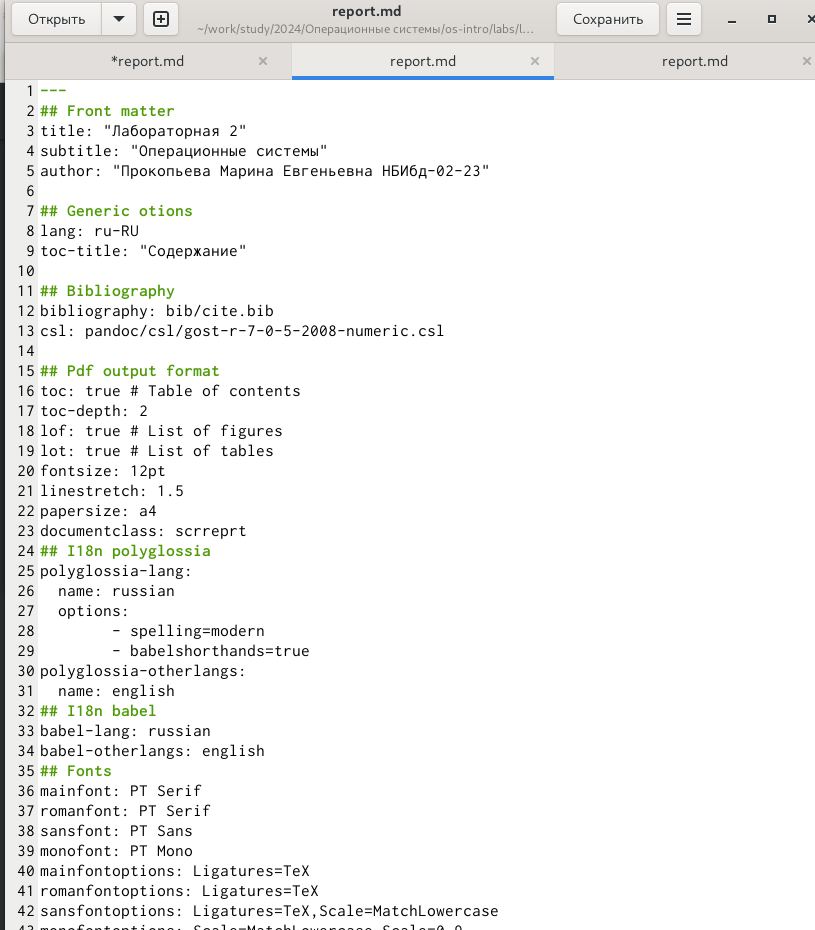 Открыть
report.md
~/work/study/2024/Операционные системы/os-intro/labs/l…
Сохранить
*report.md
report.md
report.md
1 ---
2 ## Front matter
3 title: "Лабораторная 2"
4 subtitle: "Операционные системы"
5 author: "Прокопьева Марина Евгеньевна НБИбд-02-23"
6
7 ## Generic otions
8 lang: ru-RU
9 toc-title: "Содержание"
10
11 ## Bibliography
12 bibliography: bib/cite.bib
13 csl: pandoc/csl/gost-r-7-0-5-2008-numeric.csl
14
15 ## Pdf output format
16 toc: true # Table of contents
17 toc-depth: 2
18 lof: true # List of figures
19 lot: true # List of tables
20 fontsize: 12pt
21 linestretch: 1.5
22 papersize: a4
23 documentclass: scrreprt
24 ## I18n polyglossia
25 polyglossia-lang:
26   name: russian
27   options:
28         - spelling=modern
29         - babelshorthands=true
30 polyglossia-otherlangs:
31   name: english
32 ## I18n babel
33 babel-lang: russian
34 babel-otherlangs: english
35 ## Fonts
36 mainfont: PT Serif
37 romanfont: PT Serif
38 sansfont: PT Sans
39 monofont: PT Mono
40 mainfontoptions: Ligatures=TeX
41 romanfontoptions: Ligatures=TeX
42 sansfontoptions: Ligatures=TeX,Scale=MatchLowercase
43 monofontoptions: Scale=MatchLowercase,Scale=0.9